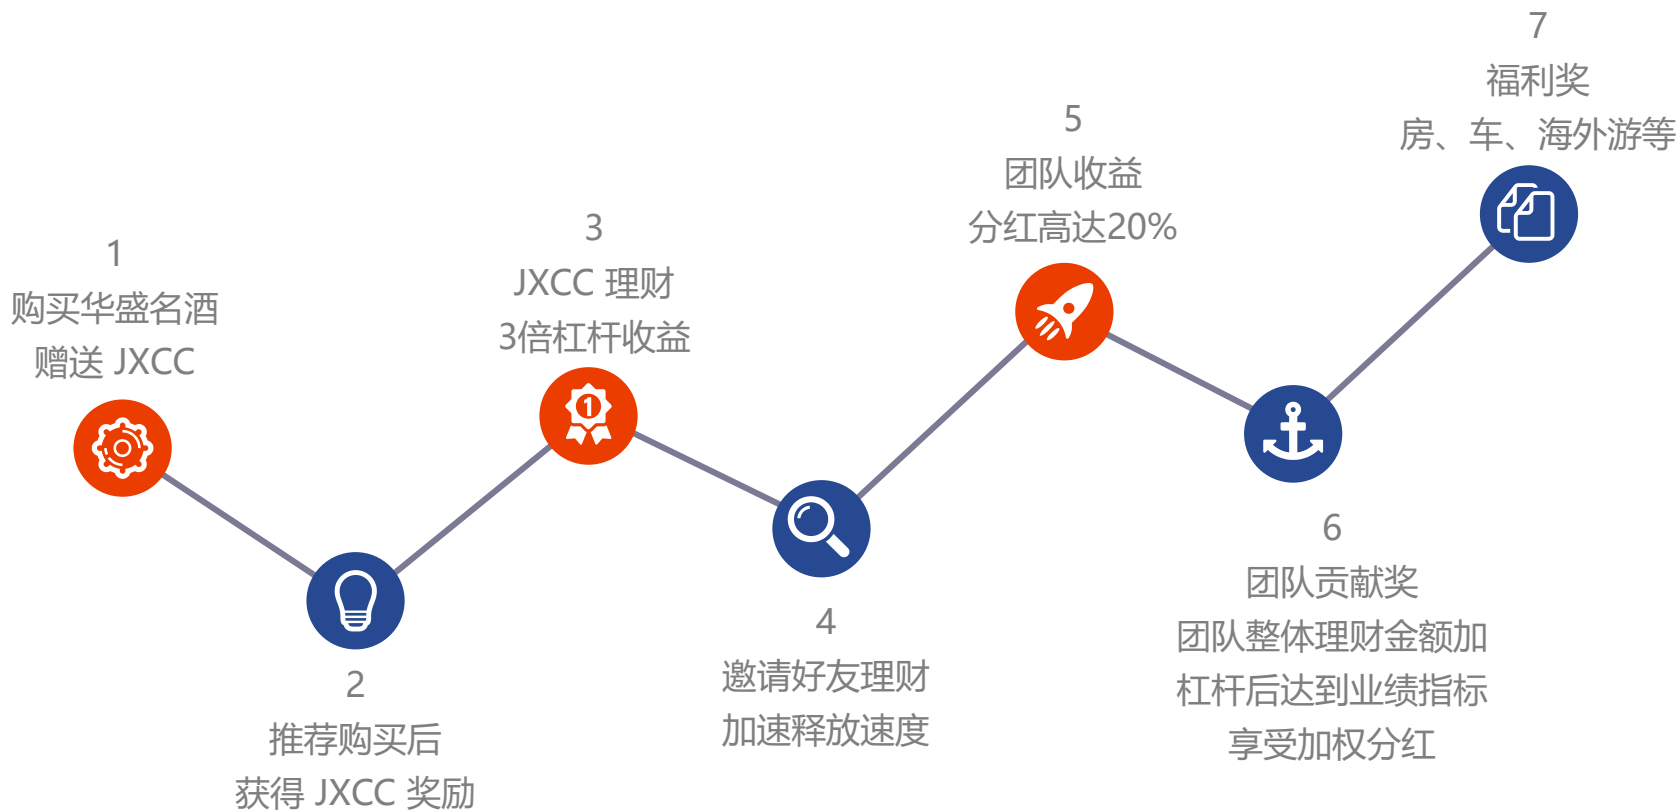 1
购买华盛名酒
赠送 JXCC
2
推荐购买后
获得 JXCC 奖励
3
JXCC 理财
3倍杠杆收益
1
4
邀请好友理财
加速释放速度
5
团队收益
分红高达20%
6
团队贡献奖
团队整体理财金额加
杠杆后达到业绩指标
享受加权分红
7
福利奖
房、车、海外游等